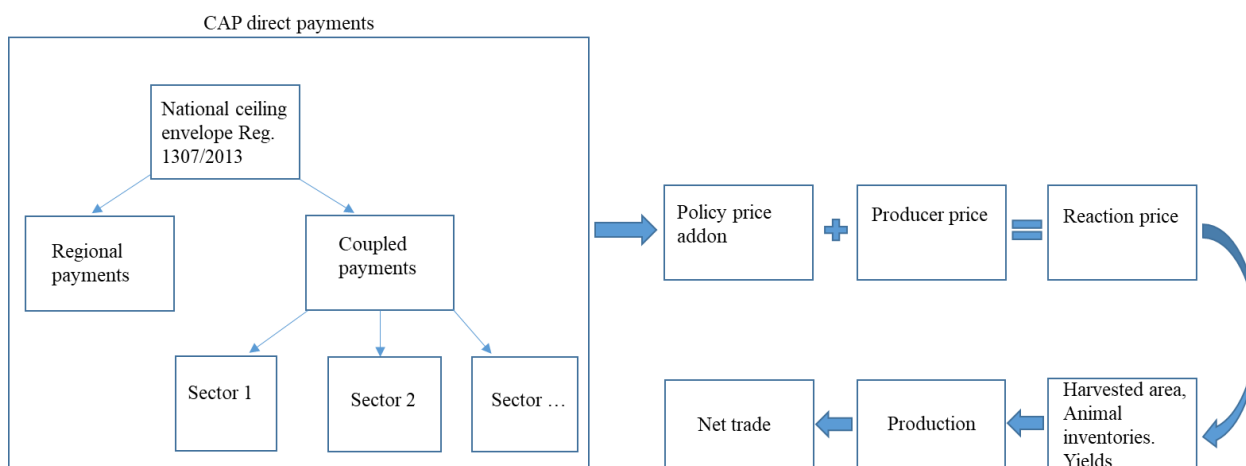 CAP direct payments
National ceiling
envelope Reg.
1307/2013
Regional
payments
Coupled
payments
Sector 1
Sector 2
Sector …
Policy price
addon
+
Producer price
=
Reaction price
Harvested area,
Animal
inventories.
Yields
Production
Net trade